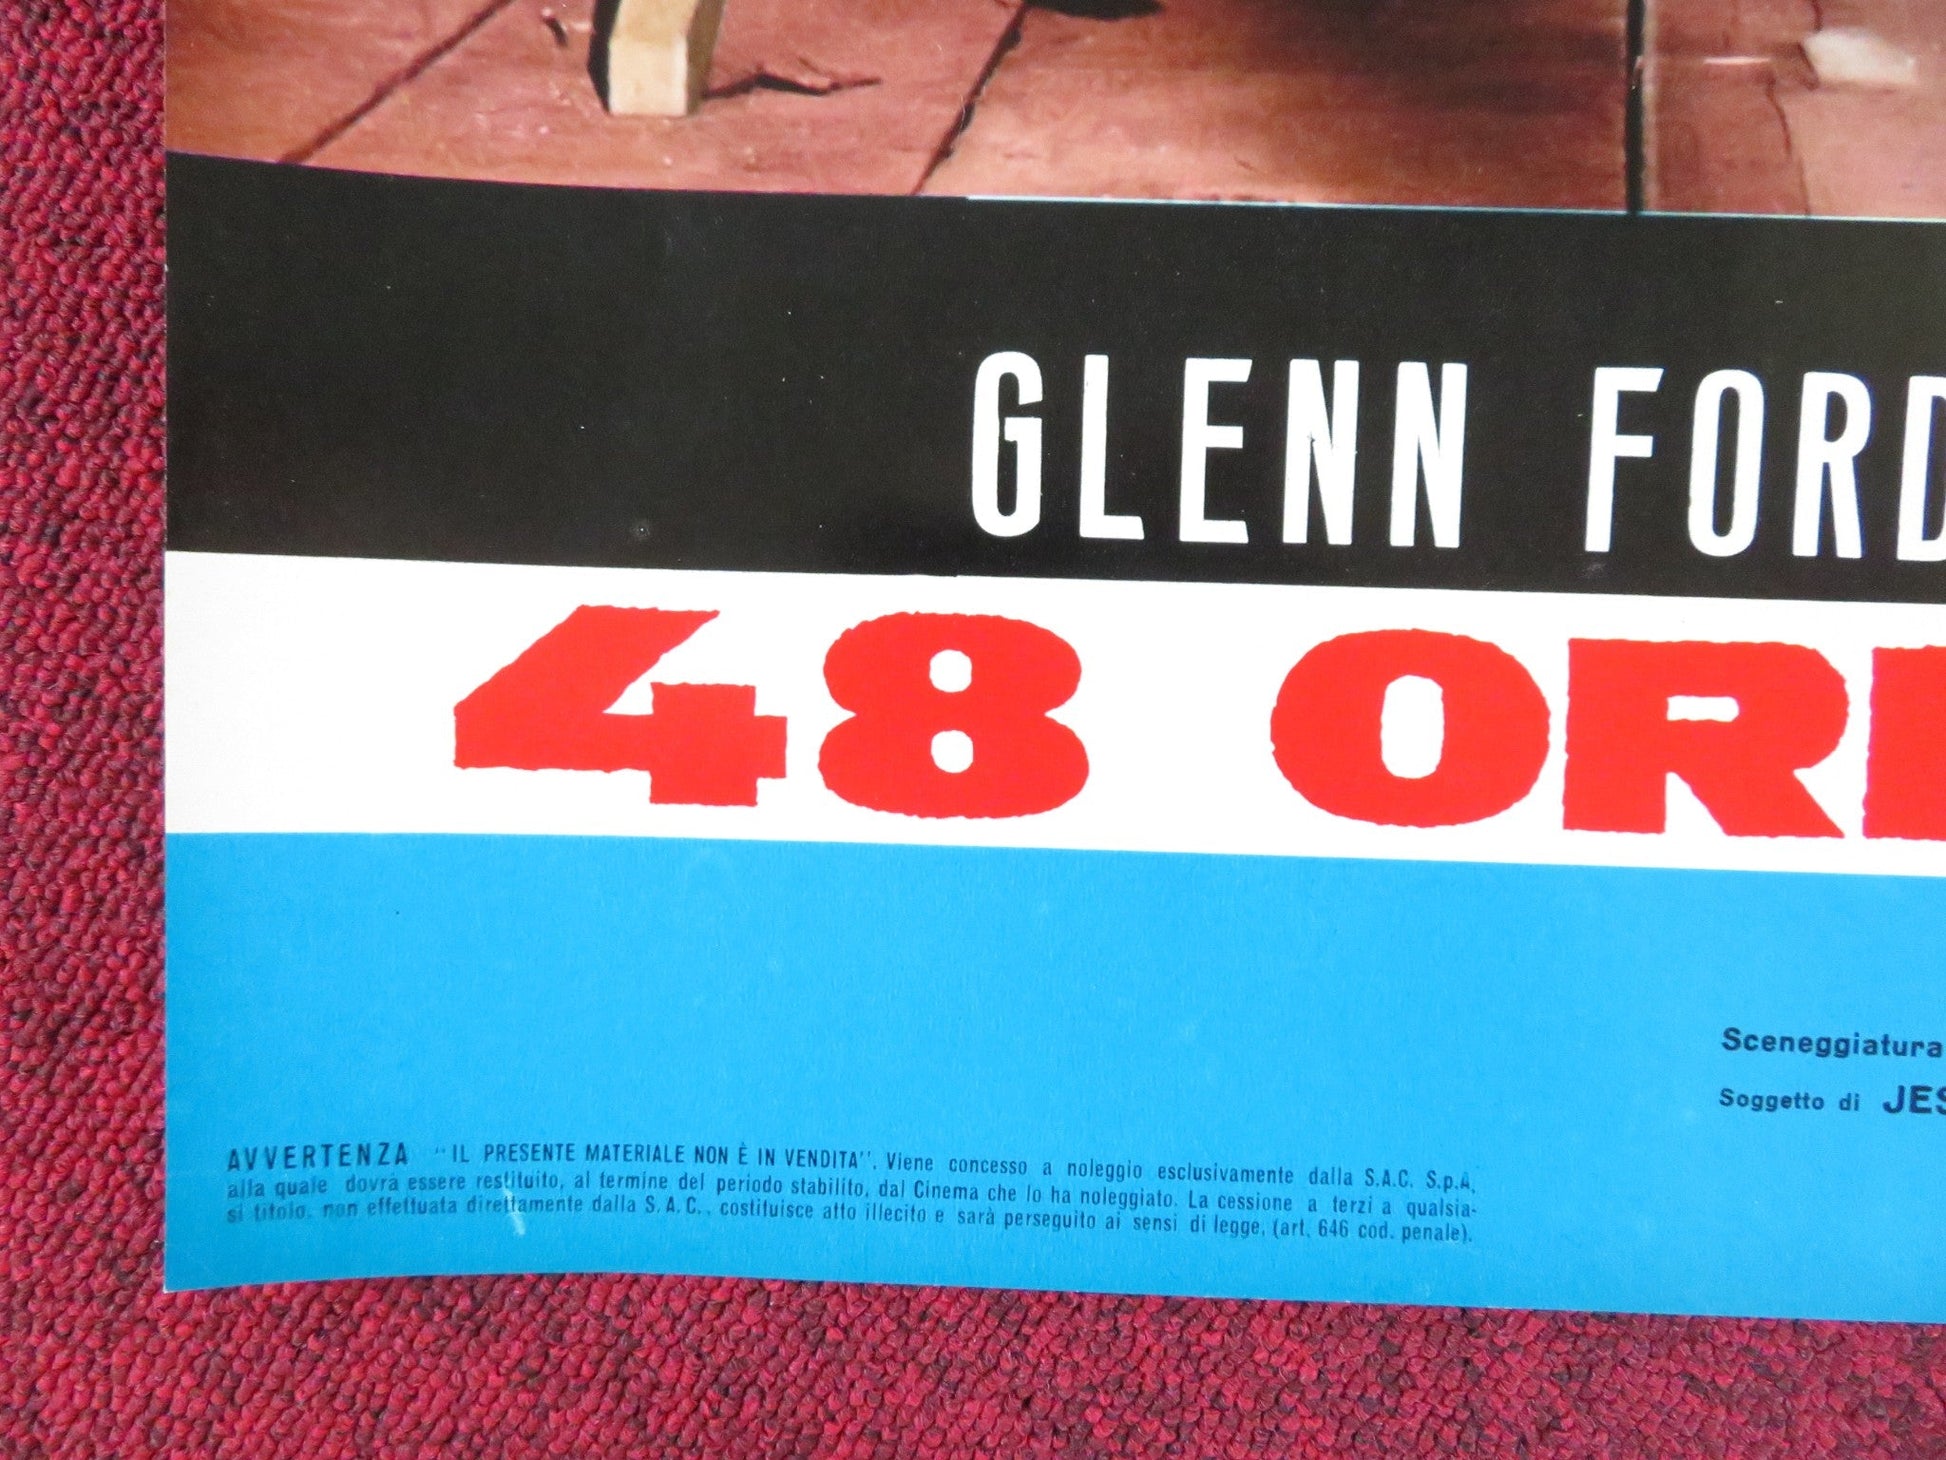 GLENN FORD
48 ORE
Sceneggiatura
Soggetto di JES
AVVERTENZA "IL PRESENTE MATERIALE NON È IN VENDITA". Viene concesso a noleggio esclusivamente dalla S.A.C. S.p.A,
alla quale dovrà essere restituito, al termine del periodo stabilito, dal Cinema che lo ha noleggiato. La cessione a terzi a qualsia-
si titolo, non effettuata direttamente dalla S.A.C., costituisce atto illecito e sarà perseguito ai sensi di legge, (art. 646 cod. penale).